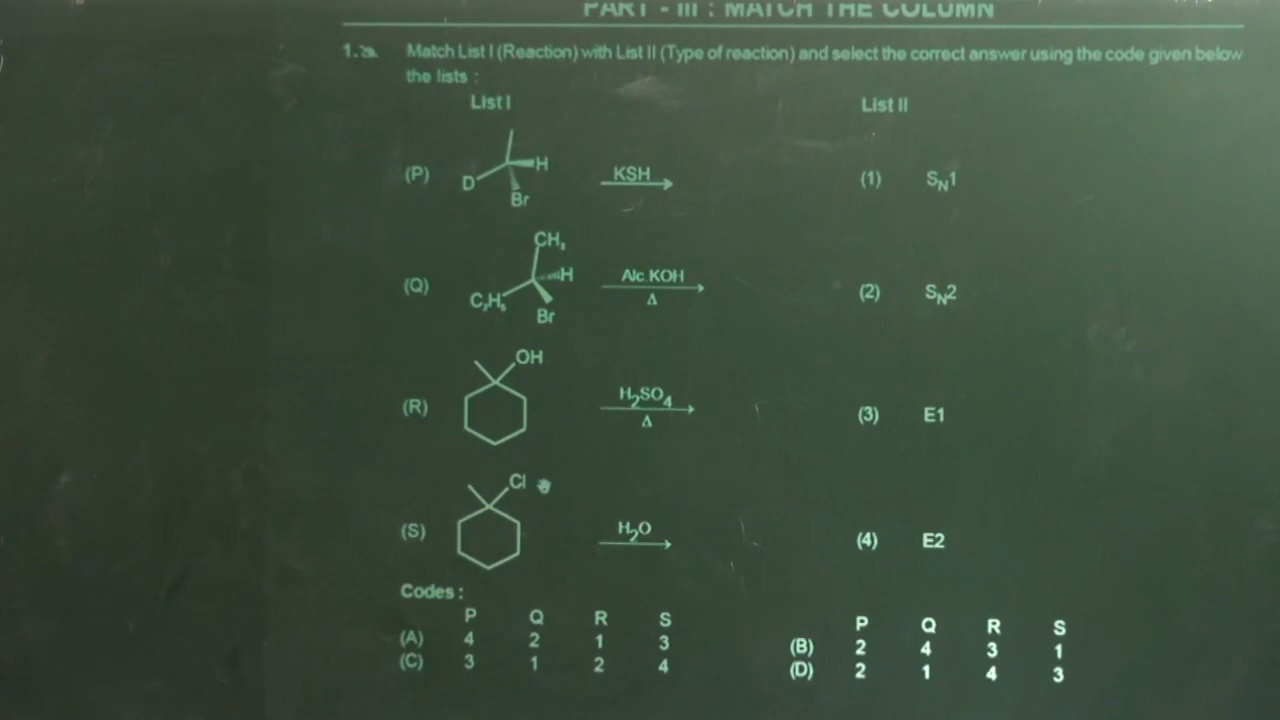 PART - III : MATCH THE COLUMN
1. Match List I (Reaction) with List II (Type of reaction) and select the correct answer using the code given below
the lists :
List I List II
(P) D H Br KSH (1) SN1
(Q) CH3 H C2H5 Br Alc. KOH Δ (2) SN2
(R) OH H2SO4 Δ (3) E1
(S) Cl H2O (4) E2
Codes :
P Q R S P Q R S
(A) 4 2 1 3 (B) 2 4 3 1
(C) 3 1 2 4 (D) 2 1 4 3